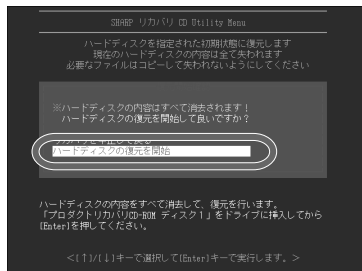 SHARP リカバリ CD Utility Menu
ハードディスクを指定された初期状態に復元します
現在のハードディスクの内容は全て失われます
必要なファイルはコピーして失われないようにしてください
※ハードディスクの内容はすべて消去されます！
ハードディスクの復元を開始して良いですか？
リカバリを中止して戻る
ハードディスクの復元を開始
ハードディスクの内容をすべて消去して、復元を行います。
「プロダクトリカバリCD-ROM ディスク１」をドライブに挿入してから
[Enter]を押してください。
<[↑]/[↓]キーで選択して[Enter]キーで実行します。>